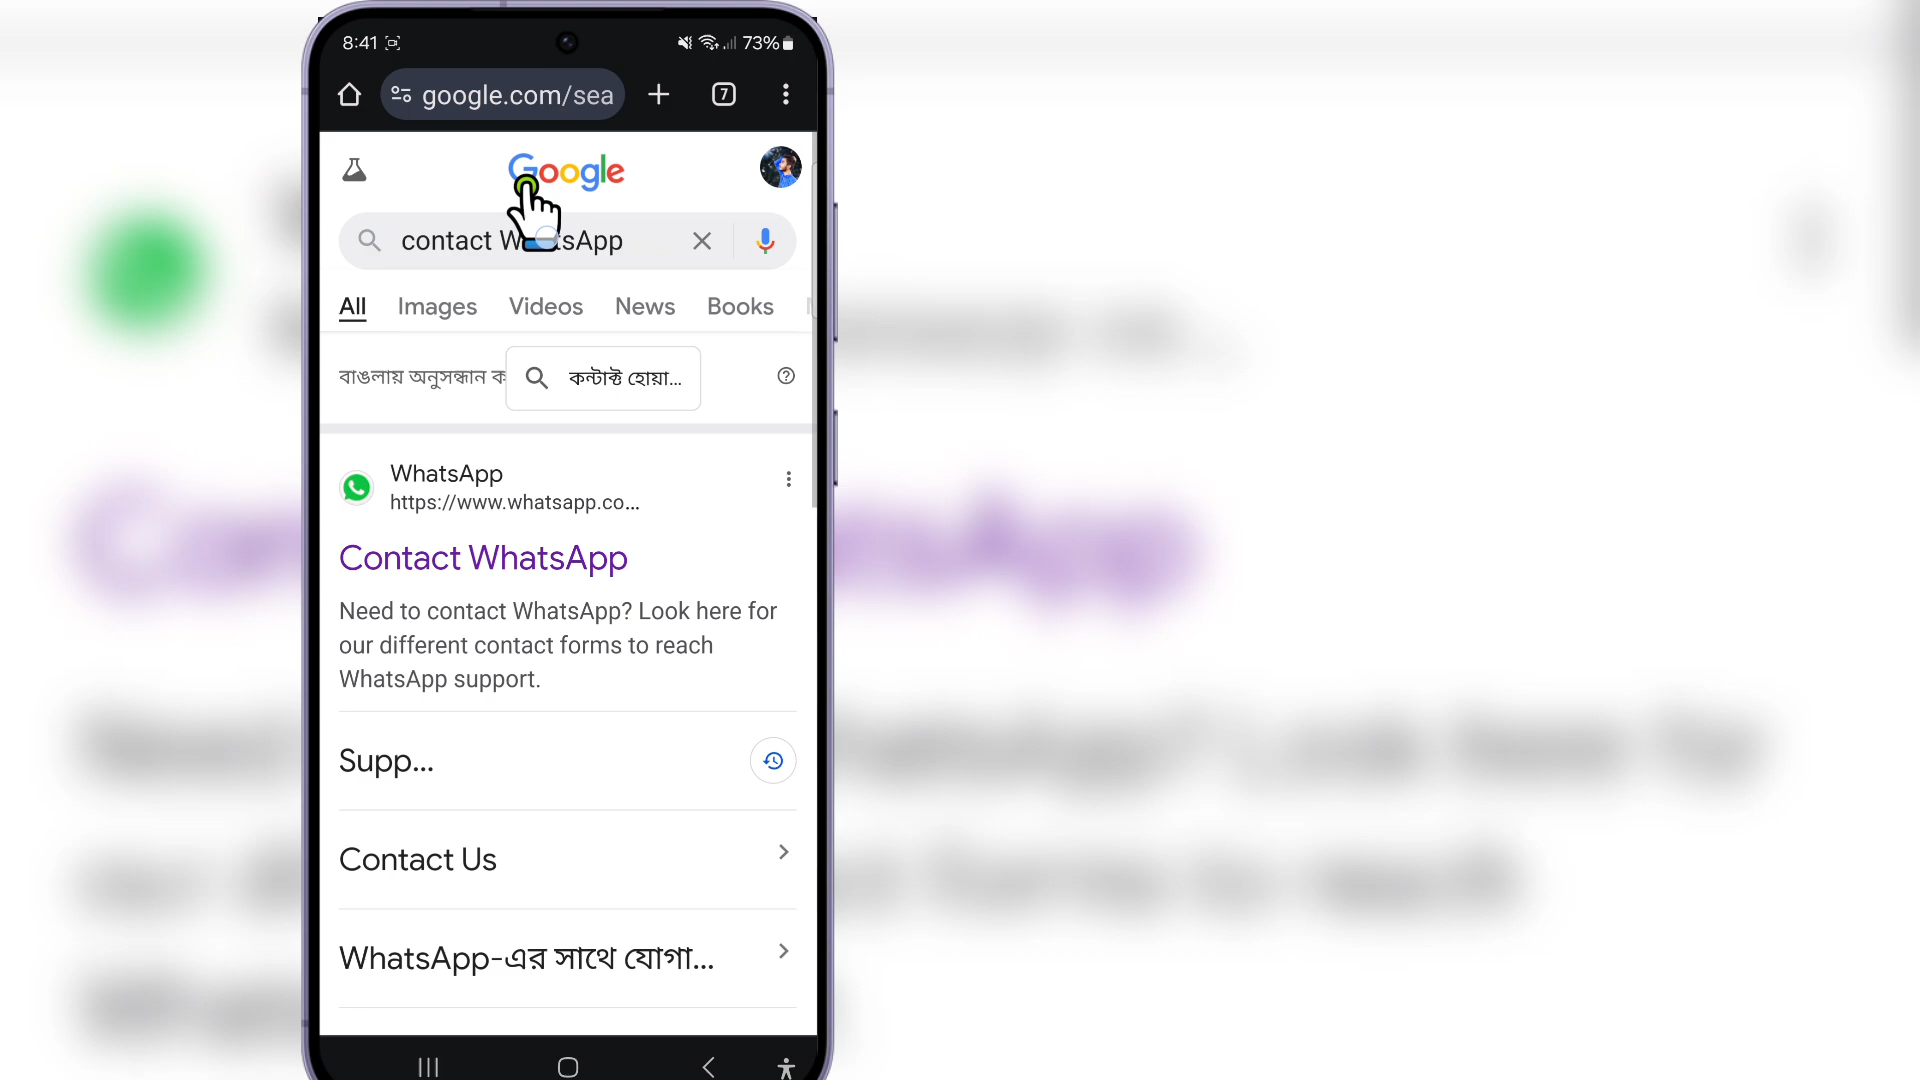 8:41 73%
google.com/sea 7
Google
contact W tsApp
All Images Videos News Books
বাঙলায় অনুসন্ধান ক কন্টাক্ট হোয়া...
WhatsApp
https://www.whatsapp.co...
Contact WhatsApp
Need to contact WhatsApp? Look here for
our different contact forms to reach
WhatsApp support.
Supp...
Contact Us
WhatsApp-এর সাথে যোগা...